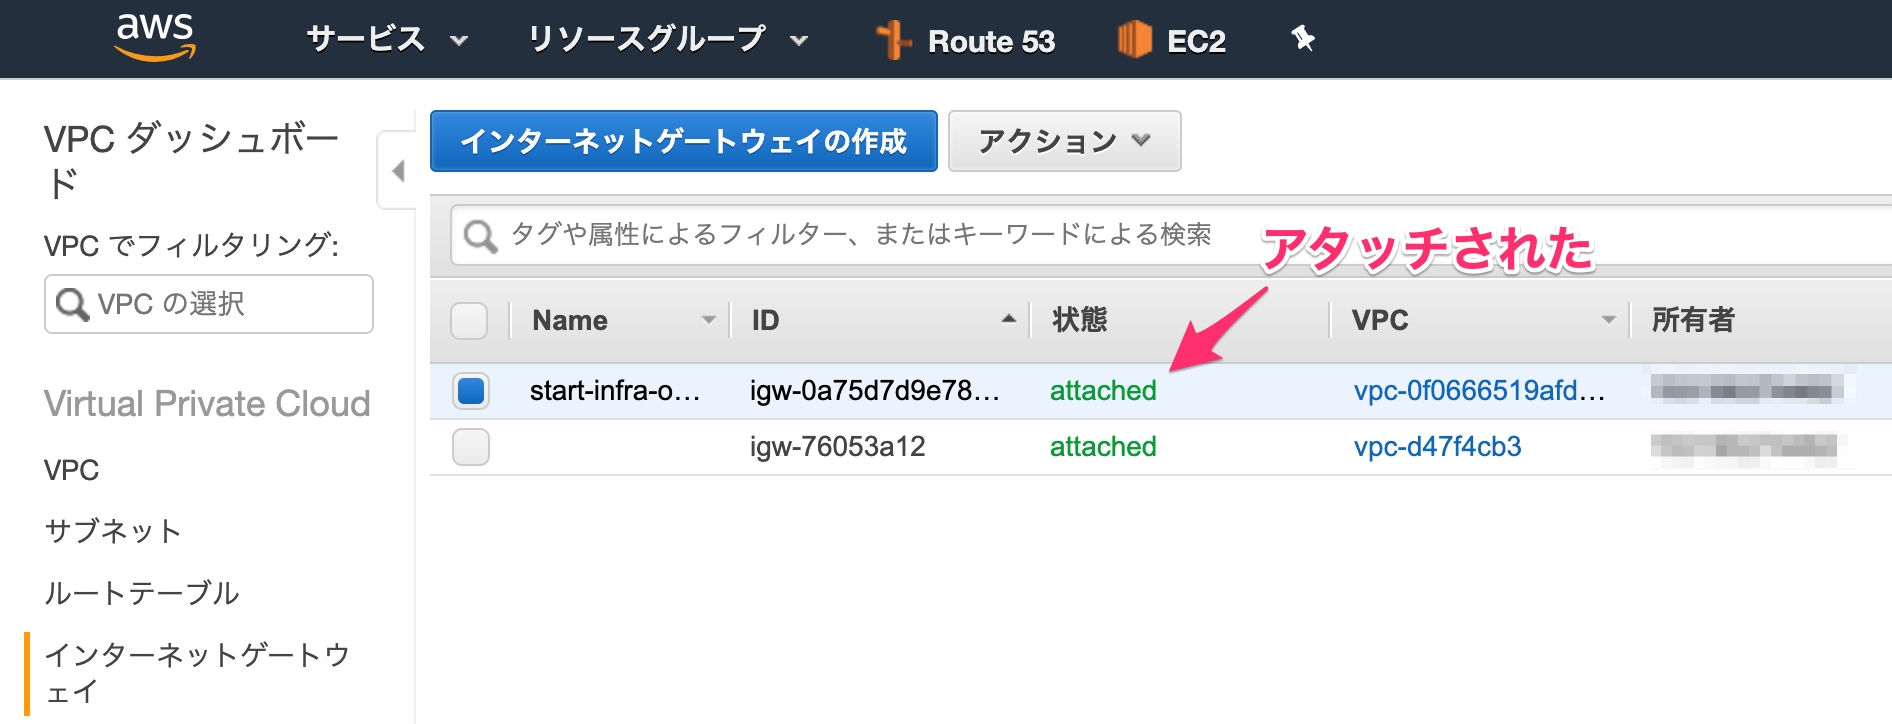 aws
サービス
リソースグループ
Route 53
EC2
VPC ダッシュボー
ド
VPC でフィルタリング:
VPC の選択
Virtual Private Cloud
VPC
サブネット
ルートテーブル
インターネットゲートウ
ェイ
インターネットゲートウェイの作成
アクション
タグや属性によるフィルター、またはキーワードによる検索
アタッチされた
Name ID 状態 VPC 所有者
start-infra-o... igw-0a75d7d9e78... attached vpc-0f0666519afd...
igw-76053a12 attached vpc-d47f4cb3